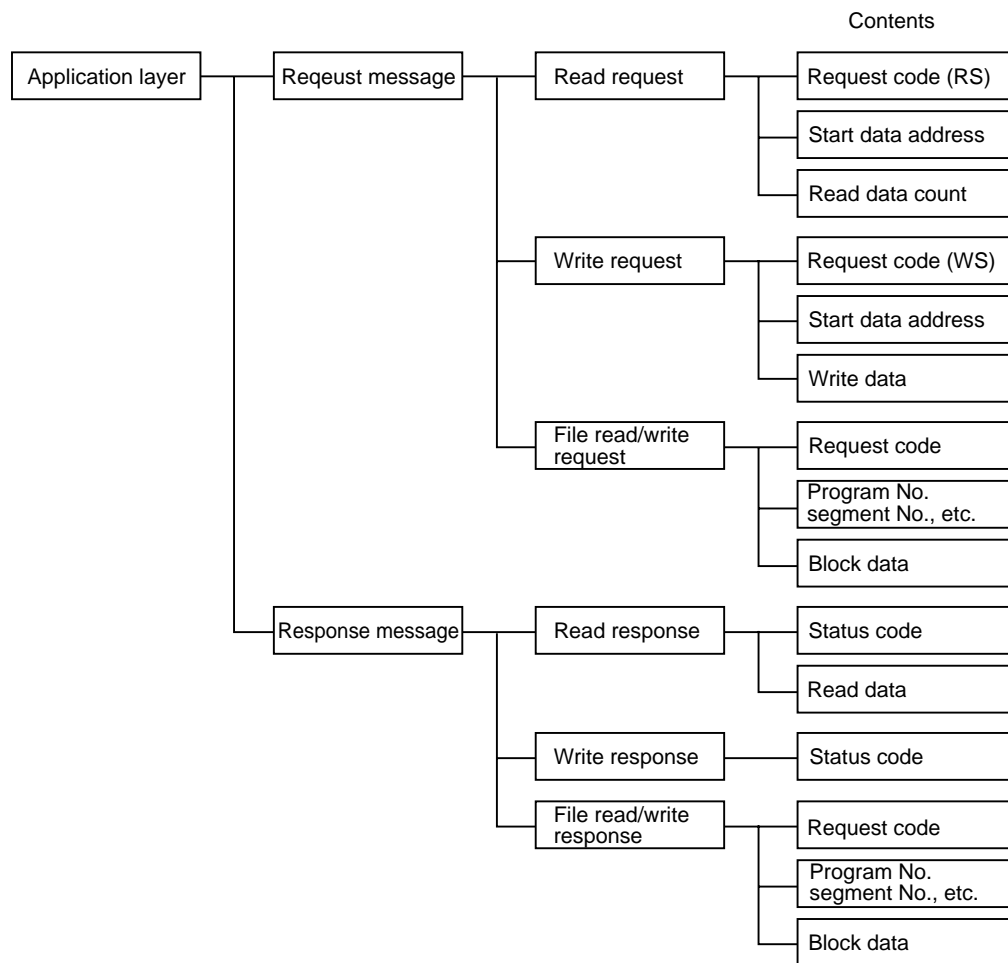 Contents
Application layer
Reqeust message
Read request
Request code (RS)
Start data address
Read data count
Write request
Request code (WS)
Start data address
Write data
File read/write
request
Request code
Program No.
segment No., etc.
Block data
Response message
Read response
Status code
Read data
Write response
Status code
File read/write
response
Request code
Program No.
segment No., etc.
Block data